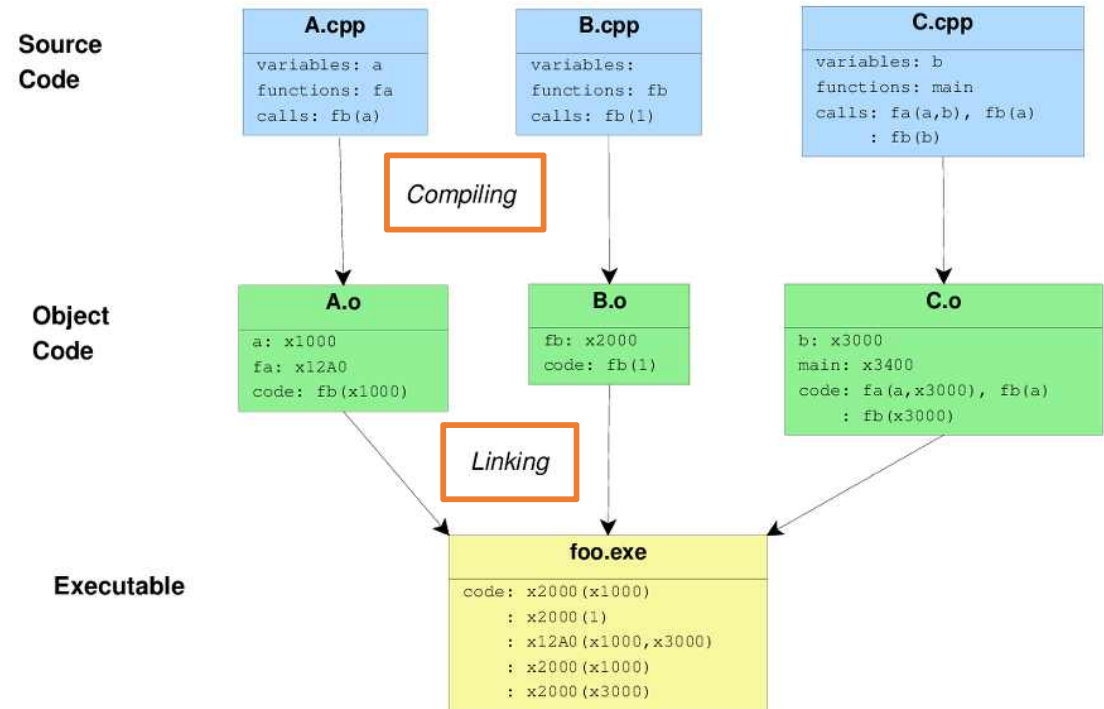 Source
Code
A.cpp
variables: a
functions: fa
calls: fb(a)
B.cpp
variables:
functions: fb
calls: fb(1)
C.cpp
variables: b
functions: main
calls: fa(a,b), fb(a)
: fb(b)
Compiling
Object
Code
A.o
a: x1000
fa: x12A0
code: fb(x1000)
B.o
fb: x2000
code: fb(1)
C.o
b: x3000
main: x3400
code: fa(a,x3000), fb(a)
: fb(x3000)
Linking
Executable
foo.exe
code: x2000(x1000)
: x2000(1)
: x12A0(x1000,x3000)
: x2000(x1000)
: x2000(x3000)